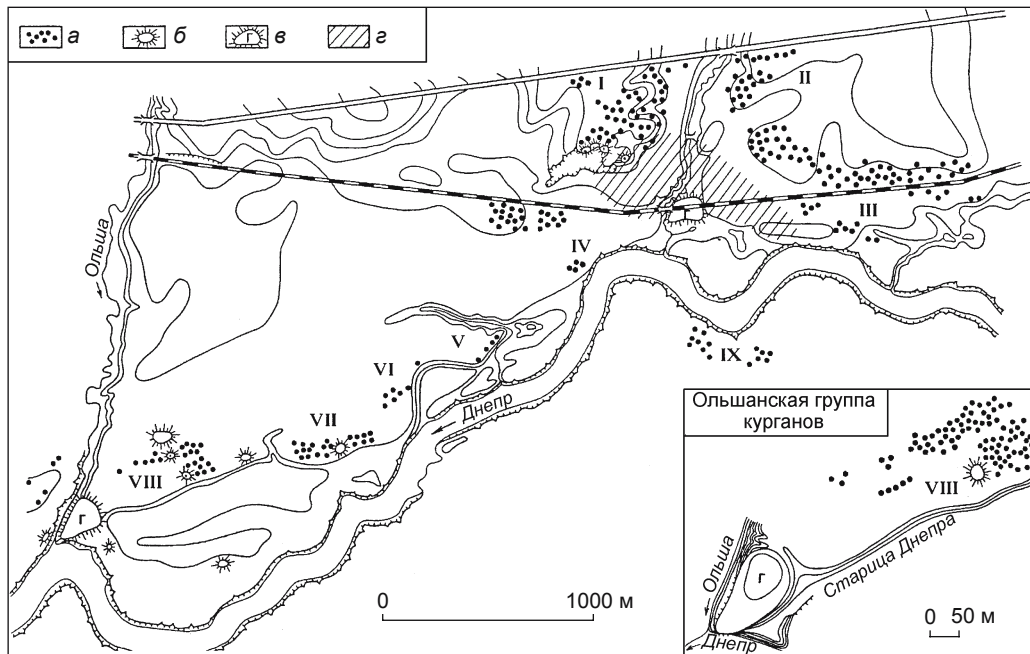 а б г в г
I
II
III
IV
V
VI
VII
VIII
IX
г
г
Ольша
Днепр
0 1000 м
Ольшанская группа
курганов
VIII
Старица Днепра
Ольша
г
Днепр
0 50 м